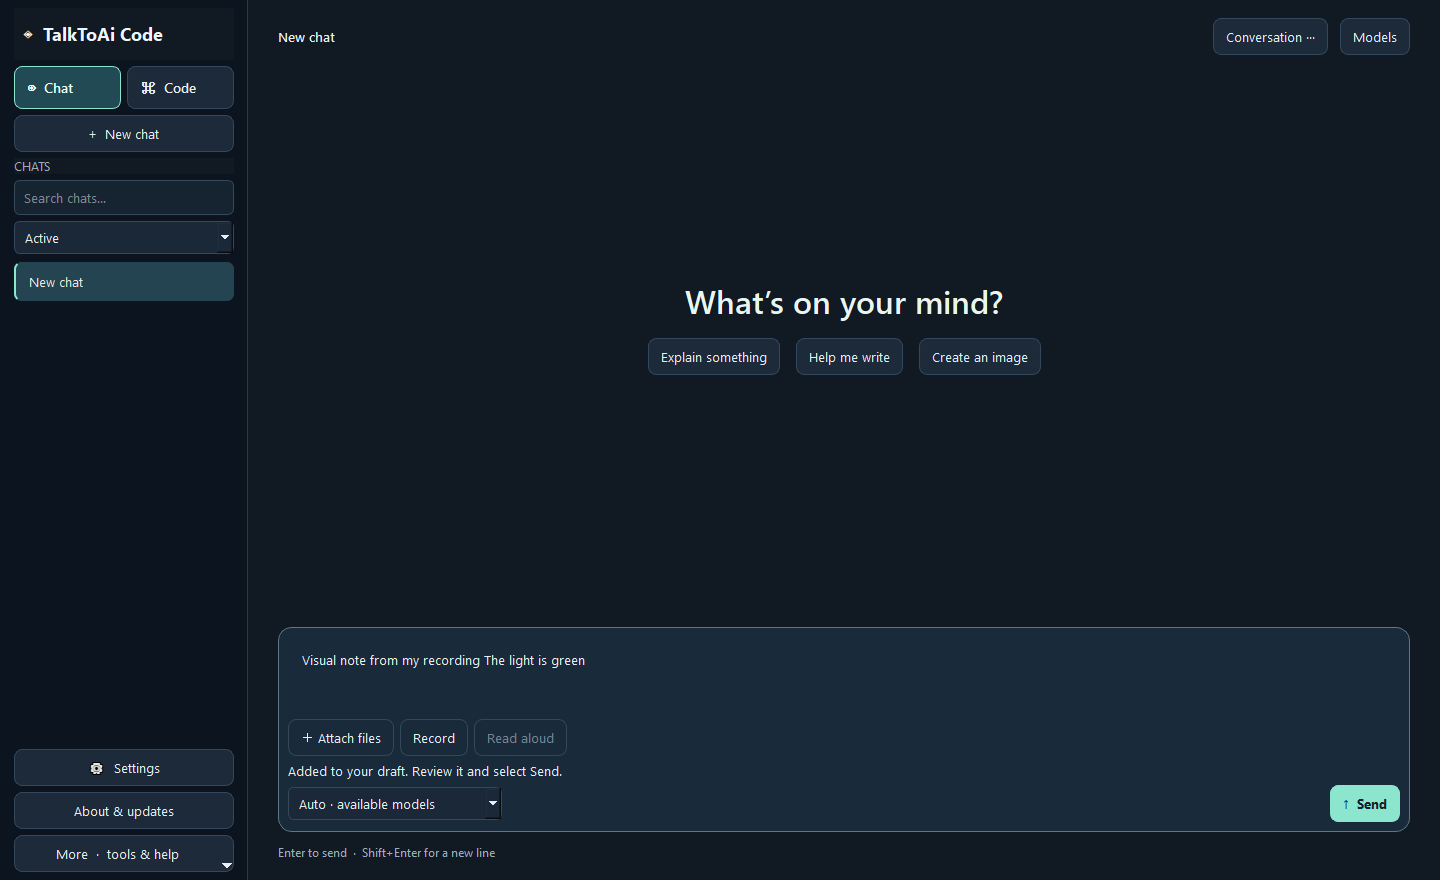 TalkToAi Code
Chat
Code
+ New chat
CHATS
Search chats...
Active
New chat
Settings
About & updates
More · tools & help
New chat
Conversation ···
Models
What’s on your mind?
Explain something
Help me write
Create an image
Visual note from my recording The light is green
+ Attach files
Record
Read aloud
Added to your draft. Review it and select Send.
Auto · available models
↑ Send
Enter to send · Shift+Enter for a new line